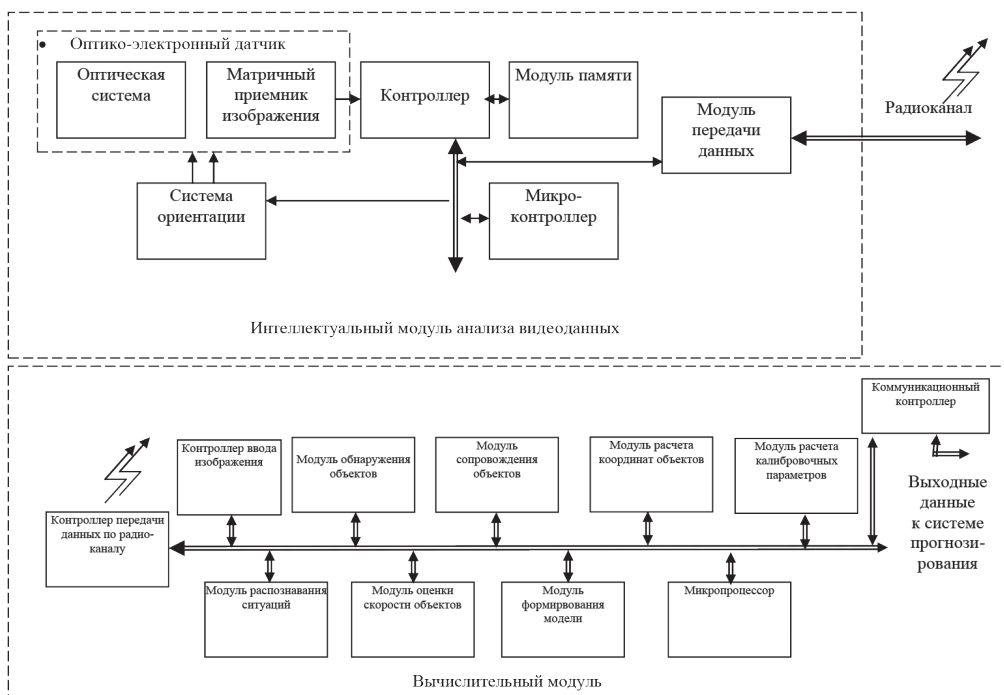 Оптико-электронный датчик
Оптическая
система
Матричный
приемник
изображения
Контроллер
Модуль памяти
Модуль
передачи
данных
Радиоканал
Система
ориентации
Микро-
контроллер
Интеллектуальный модуль анализа видеоданных
Коммуникационный
контроллер
Контроллер ввода
изображения
Модуль обнаружения
объектов
Модуль
сопровождения
объектов
Модуль расчета
координат объектов
Модуль расчета
калибровочных
параметров
Выходные
данные
к системе
прогнози-
рования
Контроллер передачи
данных по радио-
каналу
Модуль распознавания
ситуаций
Модуль оценки
скорости объектов
Модуль
формирвования
модели
Микропроцессор
Вычислительный модуль